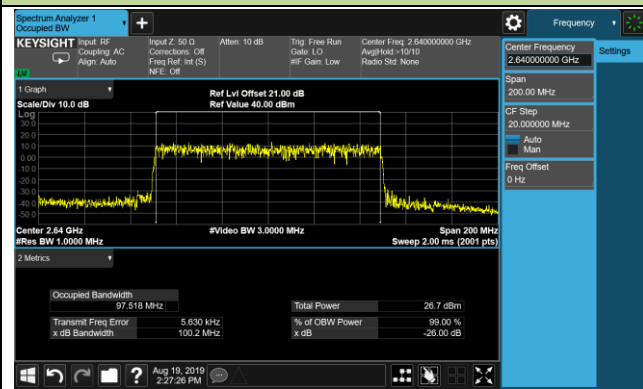 Spectrum Analyzer 1
Occupied BW
Frequency
KEYSIGHT
Input: RF
Coupling: AC
Align: Auto
Input Z: 50 Ω
Corrections: Off
Freq Ref: Int (S)
NFE: Off
Atten: 10 dB
Trig: Free Run
Gate: LO
#IF Gain: Low
Center Freq: 2.640000000 GHz
Avg|Hold:>10/10
Radio Std: None
1 Graph
Scale/Div 10.0 dB
Ref Lvl Offset 21.00 dB
Ref Value 40.00 dBm
Log
30.0
20.0
10.0
0.00
-10.0
-20.0
-30.0
-40.0
-50.0
Center 2.64 GHz
#Res BW 1.0000 MHz
#Video BW 3.0000 MHz
Span 200 MHz
Sweep 2.00 ms (2001 pts)
2 Metrics
Occupied Bandwidth
97.518 MHz
Total Power 26.7 dBm
Transmit Freq Error 5.630 kHz
% of OBW Power 99.00 %
x dB Bandwidth 100.2 MHz
x dB -26.00 dB
Aug 19, 2019
2:27:26 PM
Center Frequency
2.640000000 GHz
Settings
Span
200.00 MHz
CF Step
20.000000 MHz
Auto
Man
Freq Offset
0 Hz